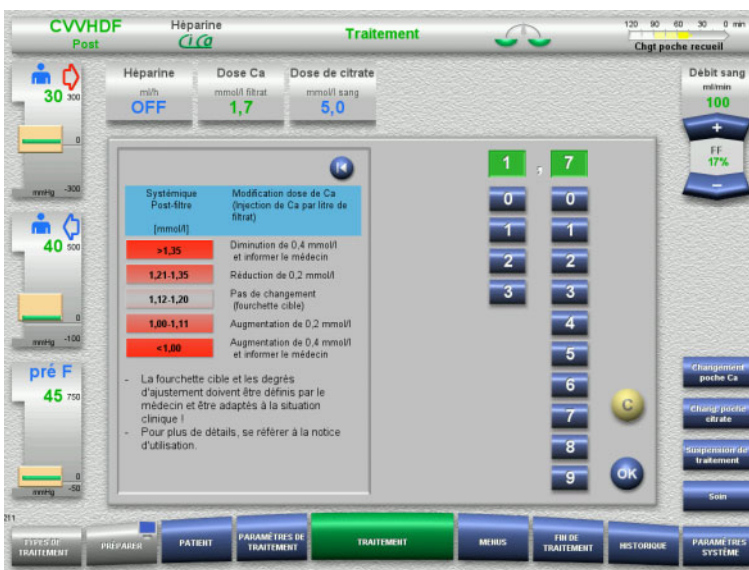 CVVHDF
Post
Héparine
CiCa
Traitement
120 90 60 30 0 min
Chgt poche recueil
30 300
0
mmHg -300
40 500
0
mmHg -100
pré F
45 750
0
mmHg -50
Héparine
ml/h
OFF
Dose Ca
mmol/l filtrat
1,7
Dose de citrate
mmol/l sang
5,0
Débit sang
ml/min
100
+
FF
17%
−
Systémique
Post-filtre
[mmol/l]
Modification dose de Ca
(Injection de Ca par litre de
filtrat)
>1,35
Diminution de 0,4 mmol/l
et informer le médecin
1,21-1,35
Réduction de 0,2 mmol/l
1,12-1,20
Pas de changement
(fourchette cible)
1,00-1,11
Augmentation de 0,2 mmol/l
<1,00
Augmentation de 0,4 mmol/l
et informer le médecin
- La fourchette cible et les degrés
d'ajustement doivent être définis par le
médecin et être adaptés à la situation
clinique !
- Pour plus de détails, se référer à la notice
d'utilisation.
1 , 7
0 0
1 1
2 2
3 3
4
5
6
7
8
9
C
OK
Changement
poche Ca
Chang. poche
citrate
Suspension de
traitement
Soin
211
TYPES DE
TRAITEMENT
PRÉPARER
PATIENT
PARAMÈTRES DE
TRAITEMENT
TRAITEMENT
MENUS
FIN DE
TRAITEMENT
HISTORIQUE
PARAMÈTRES
SYSTÈME